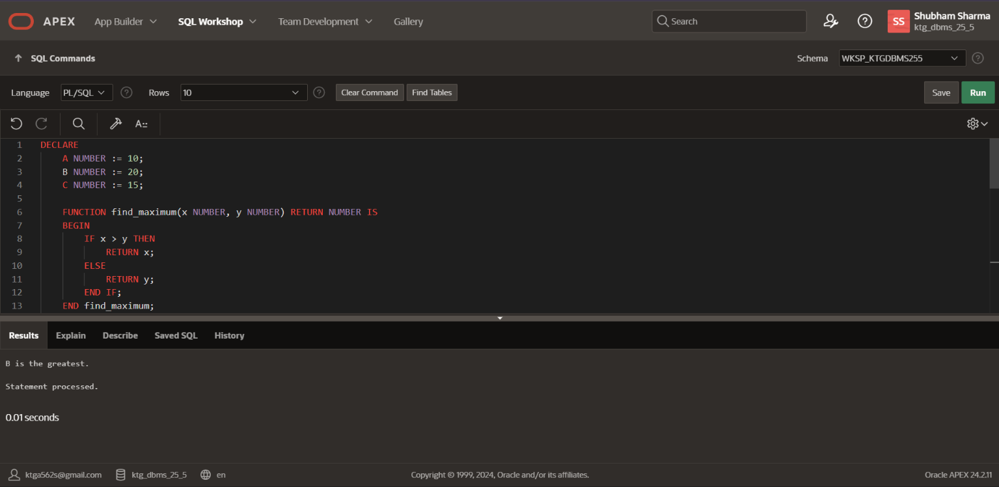 APEX App Builder SQL Workshop Team Development Gallery Search SS Shubham Sharma
ktg_dbms_25_5
SQL Commands Schema WKSP_KTGDBMS255
Language PL/SQL Rows 10 Clear Command Find Tables Save Run
A::
1 DECLARE
2 A NUMBER := 10;
3 B NUMBER := 20;
4 C NUMBER := 15;
5
6 FUNCTION find_maximum(x NUMBER, y NUMBER) RETURN NUMBER IS
7 BEGIN
8 IF x > y THEN
9 RETURN x;
10 ELSE
11 RETURN y;
12 END IF;
13 END find_maximum;
Results Explain Describe Saved SQL History
B is the greatest.
Statement processed.
0.01 seconds
ktga562s@gmail.com ktg_dbms_25_5 en Copyright © 1999, 2024, Oracle and/or its affiliates. Oracle APEX 24.2.11